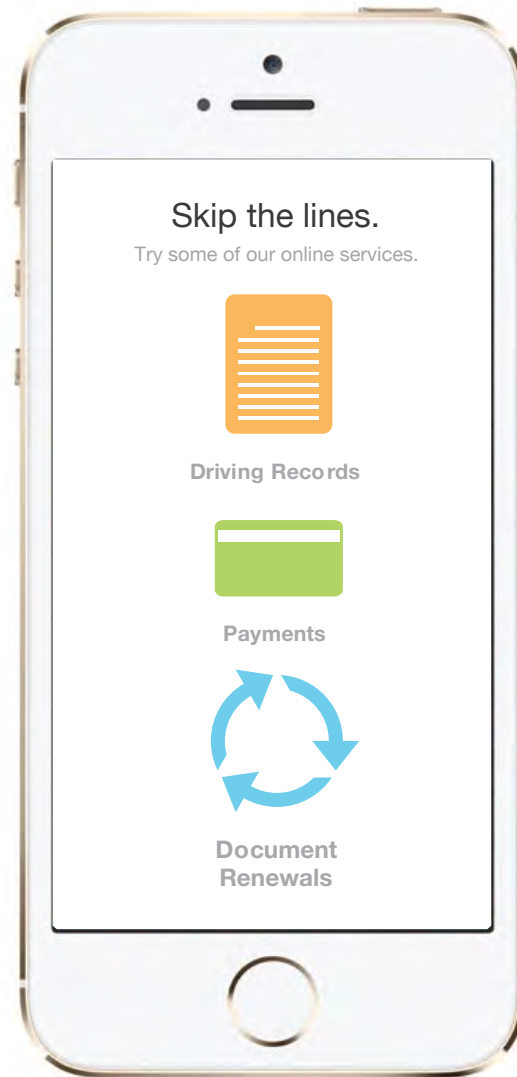 Skip the lines.
Try some of our online services.
Driving Records
Payments
Document
Renewals